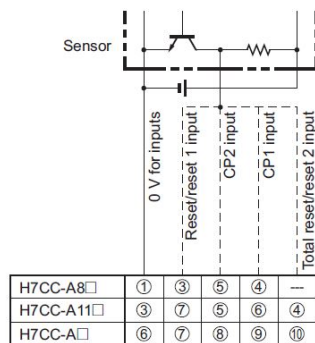 Sensor
0 V for inputs
Reset/reset 1 input
CP2 input
CP1 input
Total reset/reset 2 input
H7CC-A8□ ① ③ ⑤ ④ ---
H7CC-A11□ ③ ⑦ ⑤ ⑥ ④
H7CC-A□ ⑥ ⑦ ⑧ ⑨ ⑩